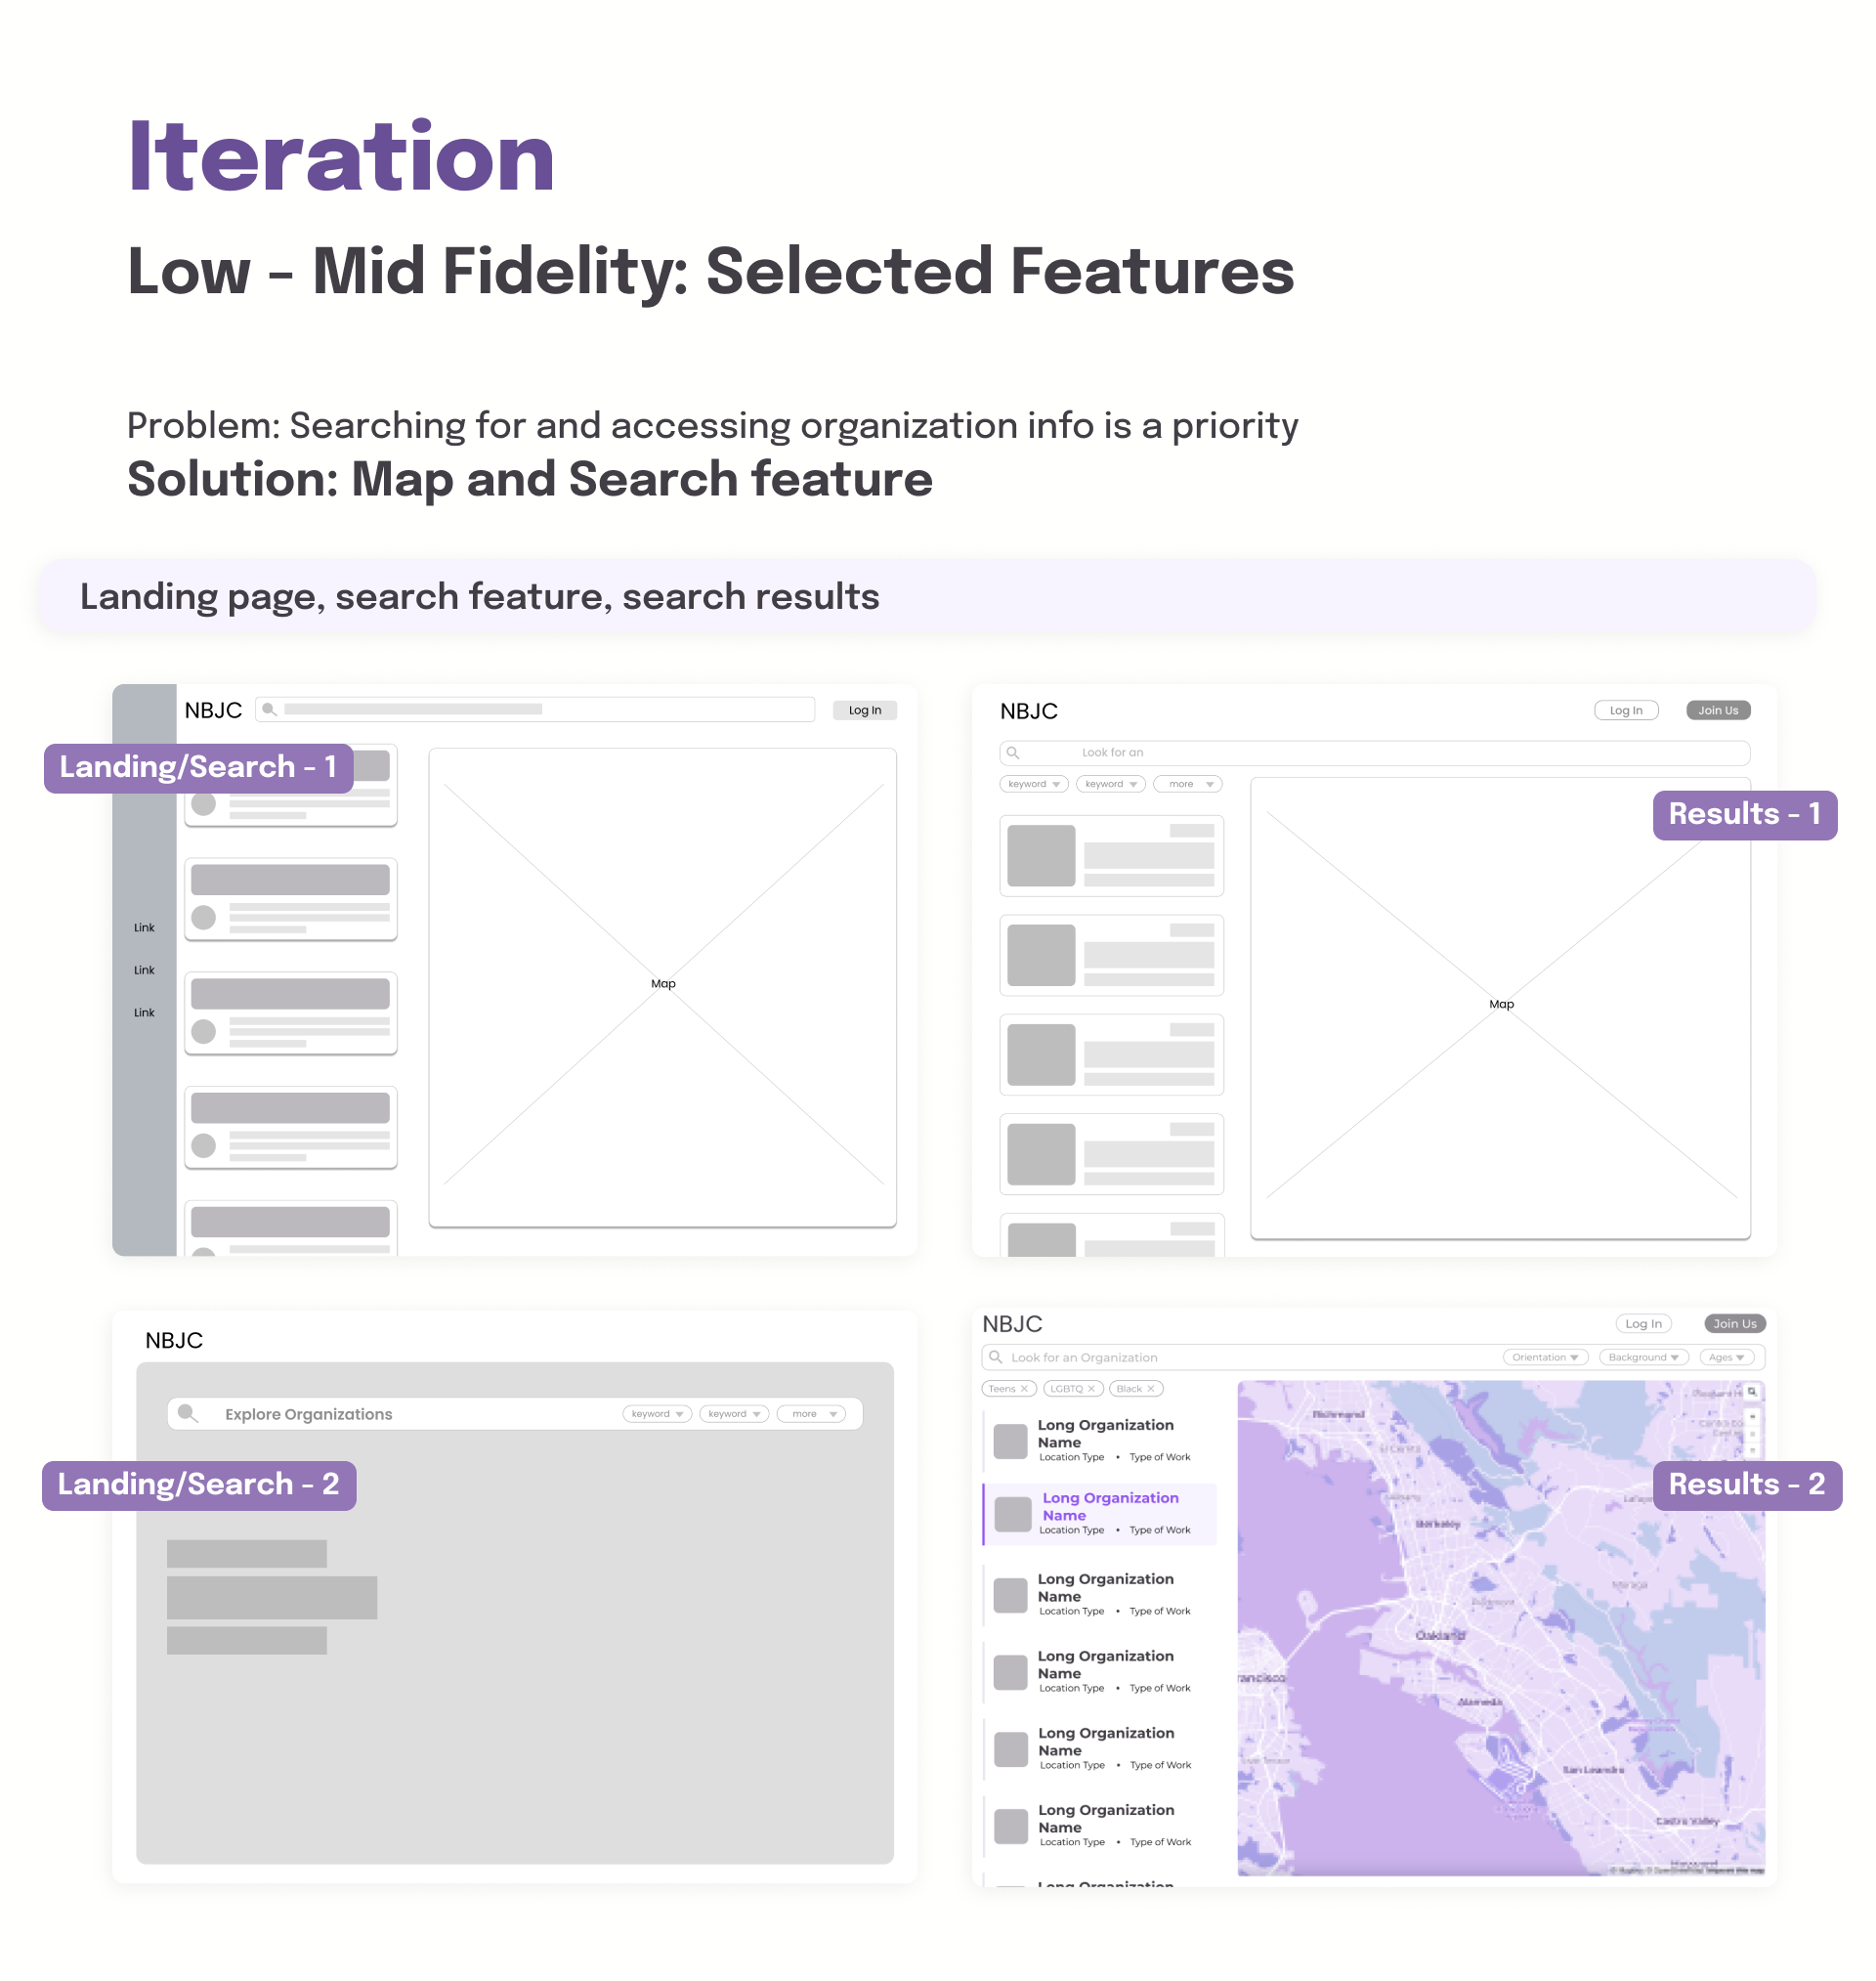 Iteration
Low – Mid Fidelity: Selected Features
Problem: Searching for and accessing organization info is a priority
Solution: Map and Search feature
Landing page, search feature, search results
NBJC
Log In
Landing/Search - 1
Link
Link
Link
Map
NBJC
Log In
Join Us
Look for an
keyword
keyword
more
Results - 1
Map
NBJC
Explore Organizations
keyword
keyword
more
Landing/Search - 2
NBJC
Log In
Join Us
Look for an Organization
Orientation
Background
Ages
Teens
LGBTQ
Black
Long Organization
Name
Location Type • Type of Work
Long Organization
Name
Location Type • Type of Work
Long Organization
Name
Location Type • Type of Work
Long Organization
Name
Location Type • Type of Work
Long Organization
Name
Location Type • Type of Work
Long Organization
Name
Location Type • Type of Work
Long Organization
Results - 2
Richmond
El Cerrito
Berkeley
Moraga
Oakland
Alameda
San Leandro
Castro Valley